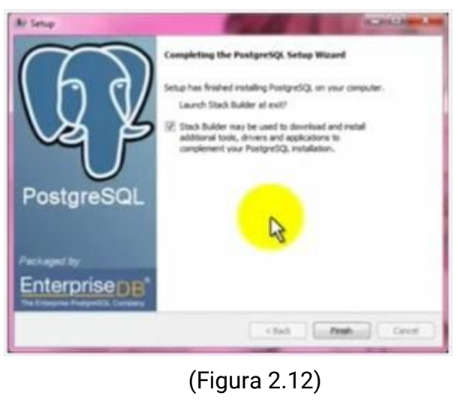 Setup
Completing the PostgreSQL Setup Wizard
Setup has finished installing PostgreSQL on your computer.
Launch Stack Builder at exit?
Stack Builder may be used to download and install
additional tools, drivers and applications to
complement your PostgreSQL installation.
PostgreSQL
Packaged by:
EnterpriseDB
The Enterprise PostgreSQL Company
< Back
Finish
Cancel
(Figura 2.12)